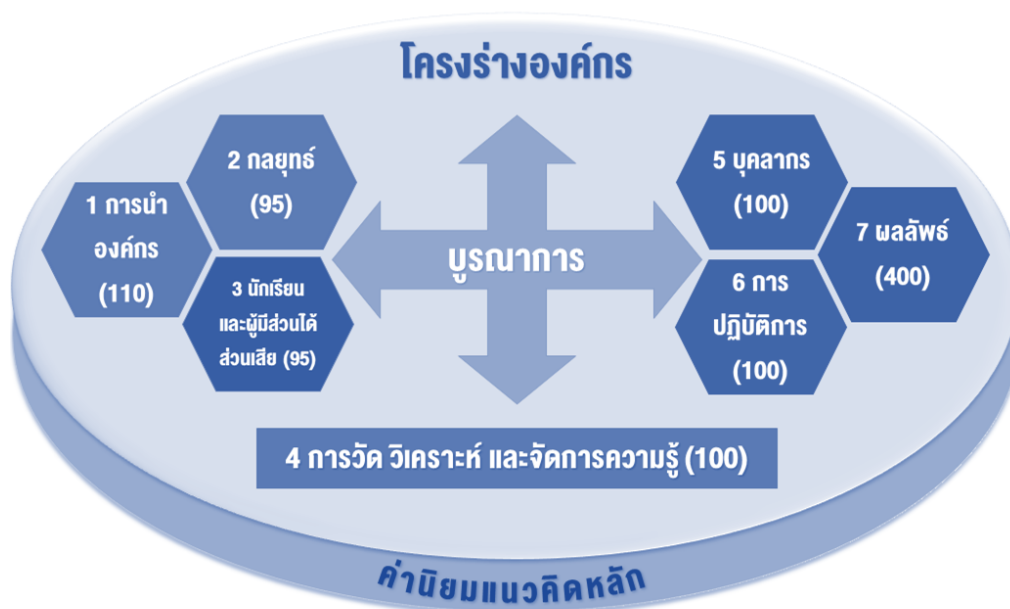 โครงร่างองค์กร
1 การนำ
องค์กร
(110)
2 กลยุทธ์
(95)
3 นักเรียน
และผู้มีส่วนได้
ส่วนเสีย (95)
บูรณาการ
5 บุคลากร
(100)
6 การ
ปฏิบัติการ
(100)
7 ผลลัพธ์
(400)
4 การวัด วิเคราะห์ และจัดการความรู้ (100)
ค่านิยมแนวคิดหลัก